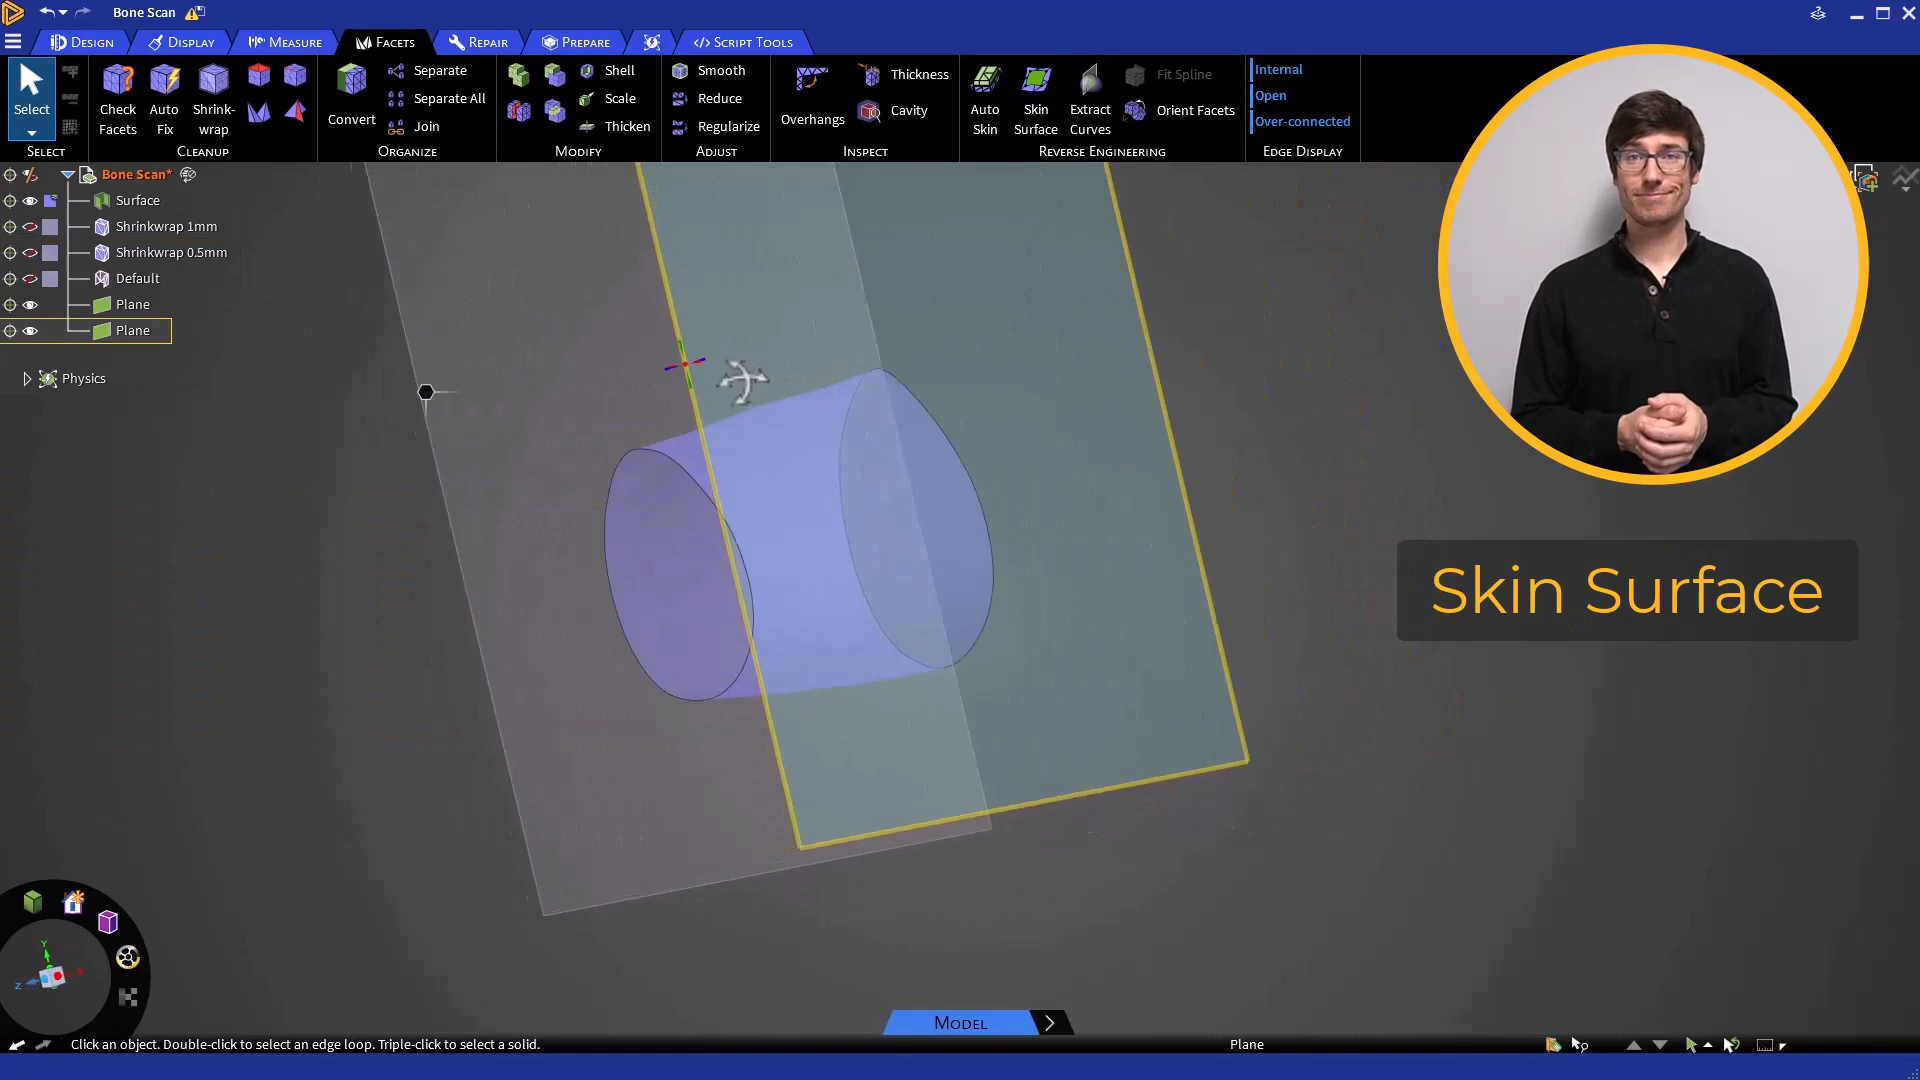 Bone Scan
DESIGN
DISPLAY
MEASURE
FACETS
REPAIR
PREPARE
SCRIPT TOOLS
Select
Check Facets
Auto Fix
Shrink-wrap
Convert
Separate
Separate All
Join
Shell
Scale
Thicken
Smooth
Reduce
Regularize
Overhangs
Thickness
Cavity
Auto Skin
Skin Surface
Extract Curves
Fit Spline
Orient Facets
Internal
Open
Over-connected
SELECT
CLEANUP
ORGANIZE
MODIFY
ADJUST
INSPECT
REVERSE ENGINEERING
EDGE DISPLAY
Bone Scan*
Surface
Shrinkwrap 1mm
Shrinkwrap 0.5mm
Default
Plane
Plane
Physics
Skin Surface
Y
Z
MODEL
Click an object. Double-click to select an edge loop. Triple-click to select a solid.
Plane